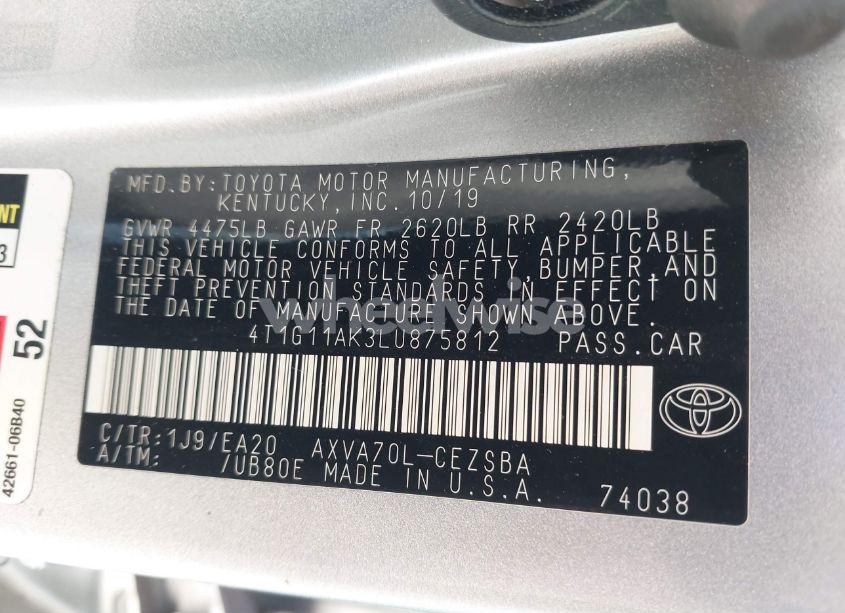 MFD.BY:TOYOTA MOTOR MANUFACTURING,
KENTUCKY,INC.10/19
GVWR 4475LB GAWR FR 2620LB RR 2420LB
THIS VEHICLE CONFORMS TO ALL APPLICABLE
FEDERAL MOTOR VEHICLE SAFETY,BUMPER,AND
THEFT PREVENTION STANDARDS IN EFFECT ON
THE DATE OF MANUFACTURE SHOWN ABOVE.
wheelwise
4T1G11AK3LU875812 PASS.CAR
C/TR:1J9/EA20 AXVA70L-CEZSBA
A/TM: /UB80E MADE IN U.S.A. 74038
52
42661-06B40